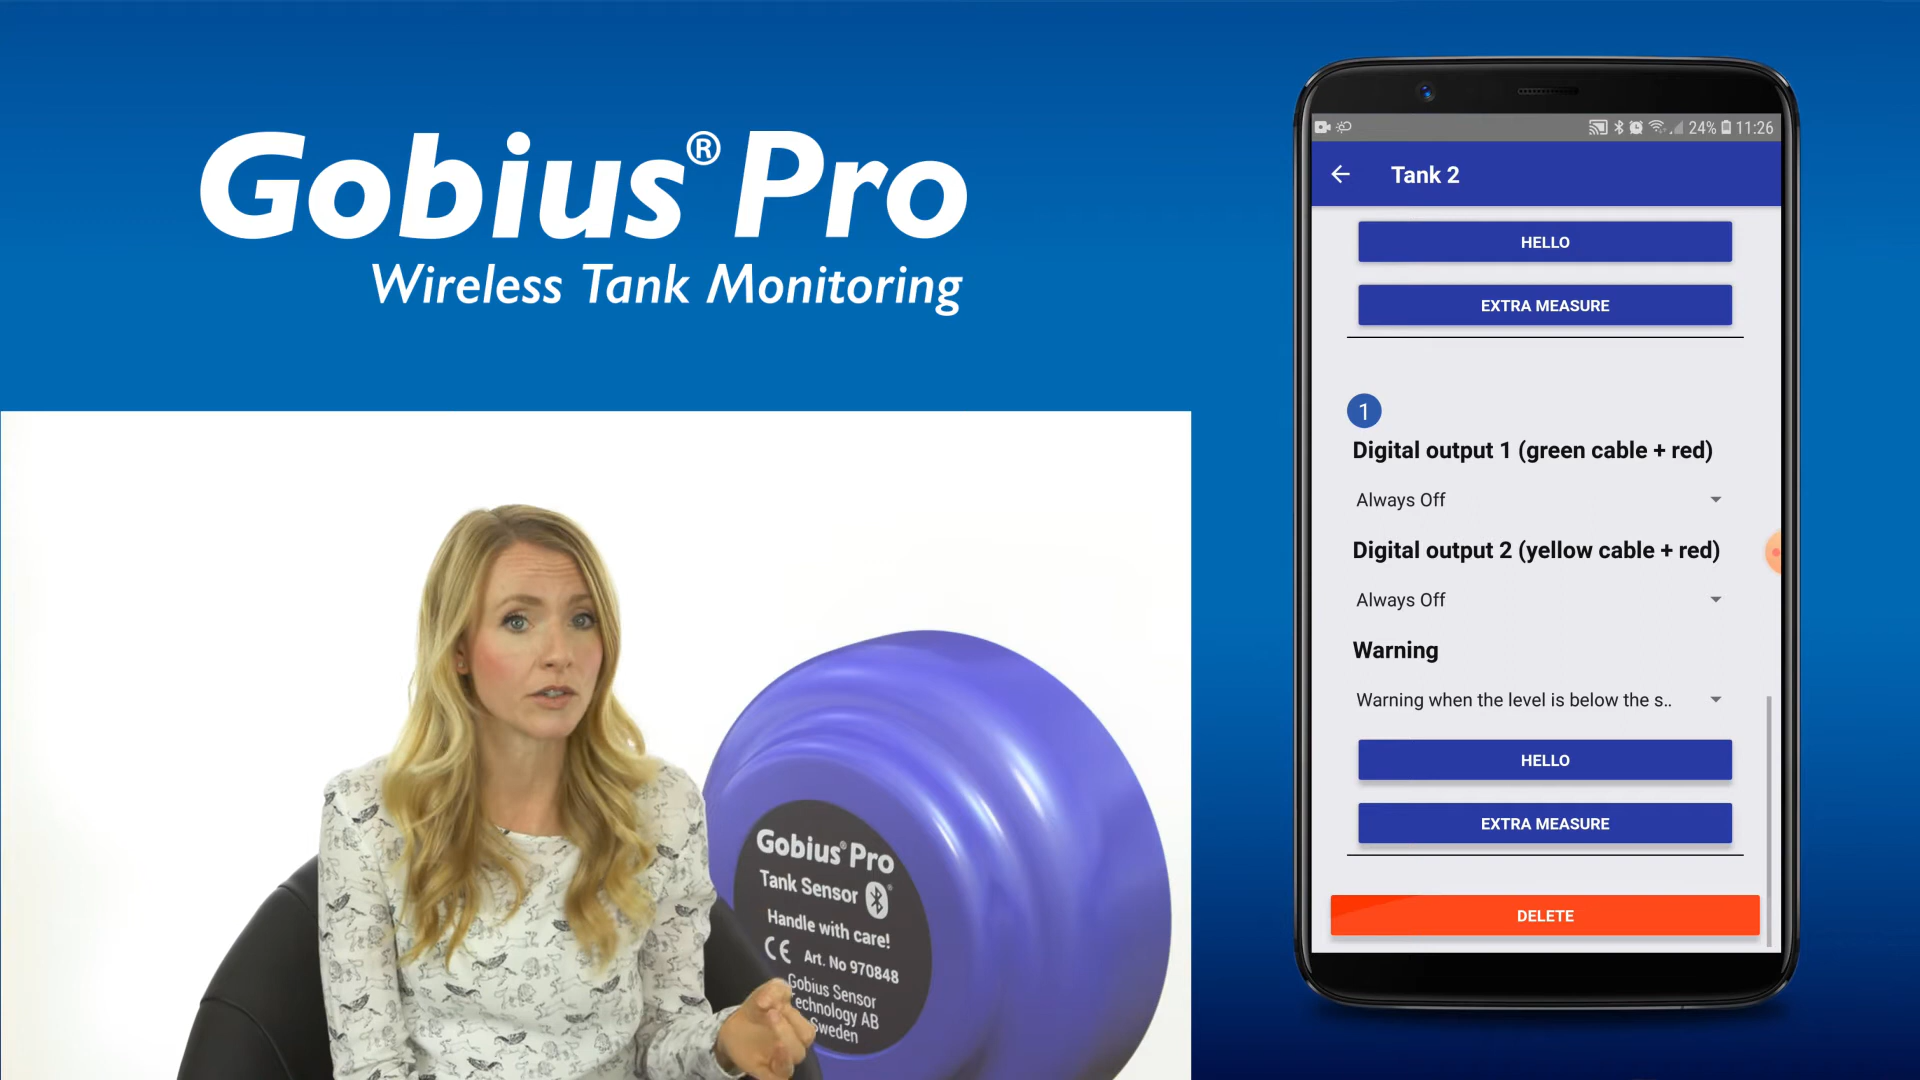 Gobius® Pro
Wireless Tank Monitoring
24% 11:26
Tank 2
HELLO
EXTRA MEASURE
1
Digital output 1 (green cable + red)
Always Off
Digital output 2 (yellow cable + red)
Always Off
Warning
Warning when the level is below the s..
HELLO
EXTRA MEASURE
DELETE
Gobius® Pro
Tank Sensor
Handle with care!
CE Art. No 970848
Gobius Sensor
echnology AB
Sweden